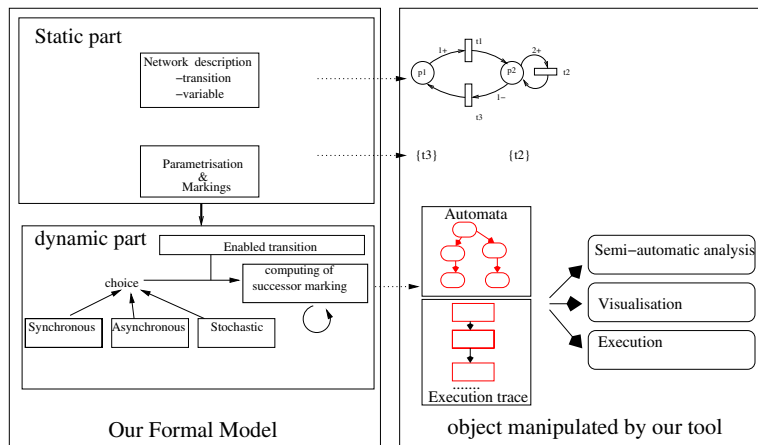 Static part
Network description
−transition
−variable
Parametrisation
&
Markings
dynamic part
Enabled transition
choice
computing of
successor marking
Synchronous
Asynchronous
Stochastic
Our Formal Model
1+
t1
2+
p1
p2
t2
1−
t3
{t3}
{t2}
Automata
Execution trace
.......
Semi−automatic analysis
Visualisation
Execution
object manipulated by our tool